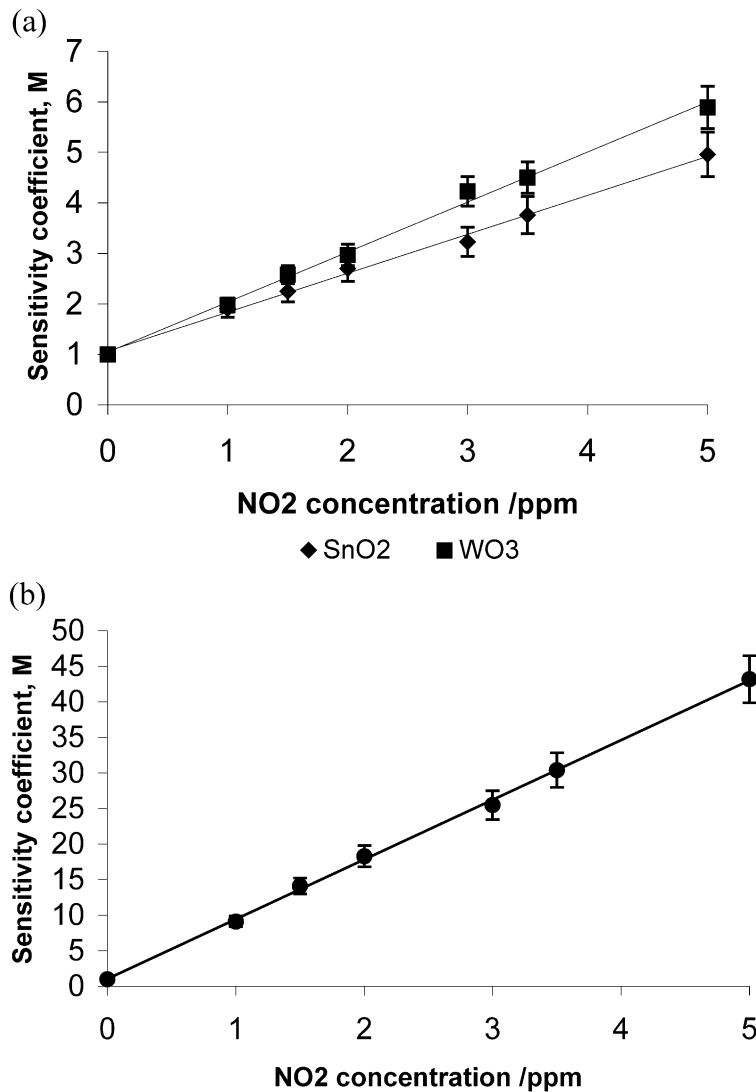 (a)
7
6
5
4
3
2
1
0
Sensitivity coefficient, M
0 1 2 3 4 5
NO2 concentration /ppm
SnO2 WO3
(b)
50
45
40
35
30
25
20
15
10
5
0
Sensitivity coefficient, M
0 1 2 3 4 5
NO2 concentration /ppm